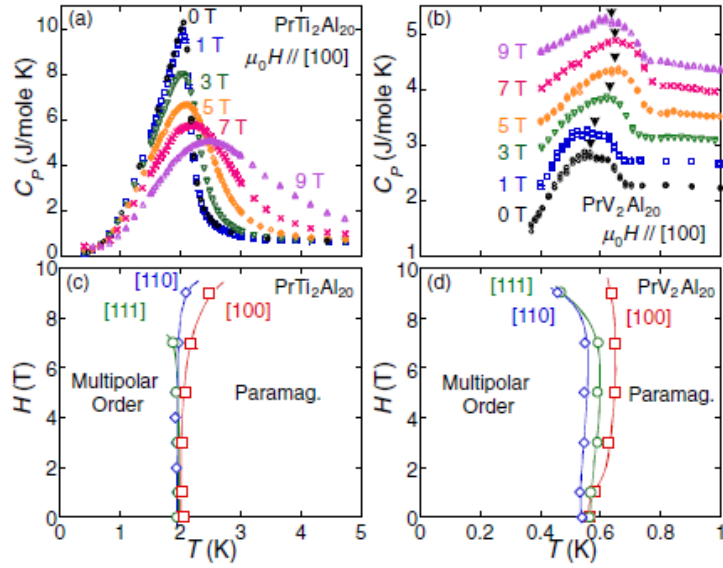 (a)
0 T
PrTi2Al20
1 T
μ0H // [100]
3 T
5 T
7 T
9 T
CP (J/mole K)
10
8
6
4
2
0
0 1 2 3 4 5
(b)
9 T
7 T
5 T
3 T
1 T
0 T
PrV2Al20
μ0H // [100]
CP (J/mole K)
5
4
3
2
1
(c)
[110]
PrTi2Al20
[111]
[100]
Multipolar
Order
Paramag.
H (T)
10
8
6
4
2
0
0 1 2 3 4 5
T (K)
(d)
[111]
PrV2Al20
[110]
[100]
Multipolar
Order
Paramag.
H (T)
10
8
6
4
2
0
0 0.4 0.6 0.8 1
T (K)